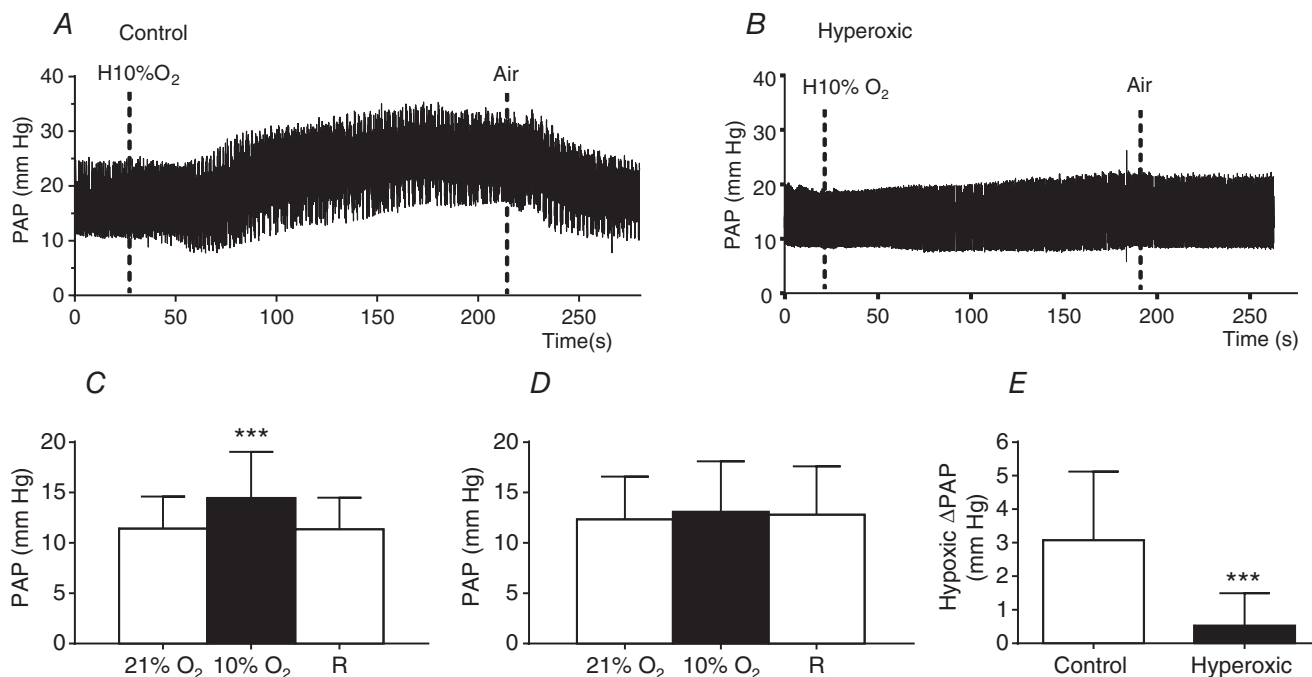 A
Control
H10%O₂
Air
PAP (mm Hg)
40
30
20
10
0
0 50 100 150 200 250
Time(s)
B
Hyperoxic
H10% O₂
Air
PAP (mm Hg)
40
30
20
10
0
0 50 100 150 200 250
Time (s)
C
PAP (mm Hg)
20
15
10
5
0
***
21% O₂ 10% O₂ R
D
PAP (mm Hg)
20
15
10
5
0
21% O₂ 10% O₂ R
E
Hypoxic ΔPAP
(mm Hg)
6
5
4
3
2
1
0
***
Control Hyperoxic